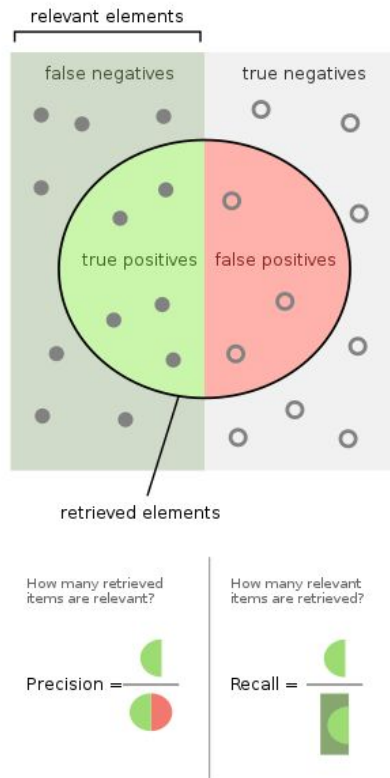 relevant elements
false negatives
true negatives
true positives
false positives
retrieved elements
How many retrieved
items are relevant?
Precision =
How many relevant
items are retrieved?
Recall =